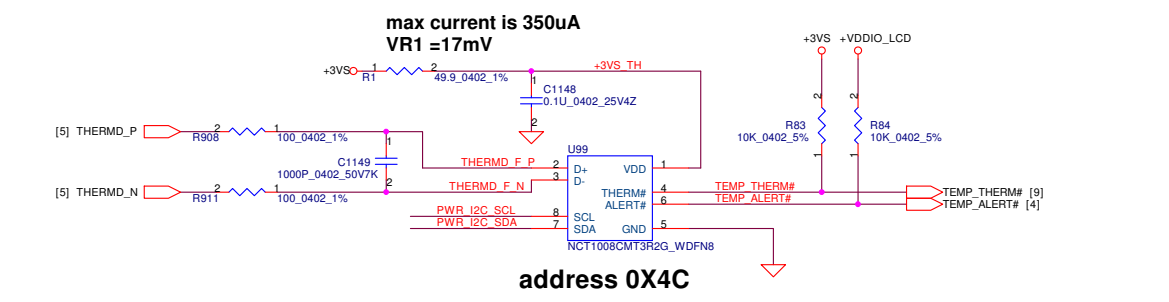 max current is 350uA
VR1 =17mV
+3VS +VDDIO_LCD
+3VS 1 R1 2 49.9_0402_1% +3VS_TH
1 C1148
0.1U_0402_25V4Z
2
2 2
R83 R84
10K_0402_5% 10K_0402_5%
1 1
[5] THERMD_P 2 R908 1 100_0402_1%
1
C1149
1000P_0402_50V7K
2
[5] THERMD_N 2 R911 1 100_0402_1%
U99
THERMD_F_P 2 D+ VDD 1
THERMD_F_N 3 D-
THERM# 4 TEMP_THERM# TEMP_THERM# [9]
ALERT# 6 TEMP_ALERT# TEMP_ALERT# [4]
PWR_I2C_SCL 8 SCL
PWR_I2C_SDA 7 SDA GND 5
NCT1008CMT3R2G_WDFN8
address 0X4C